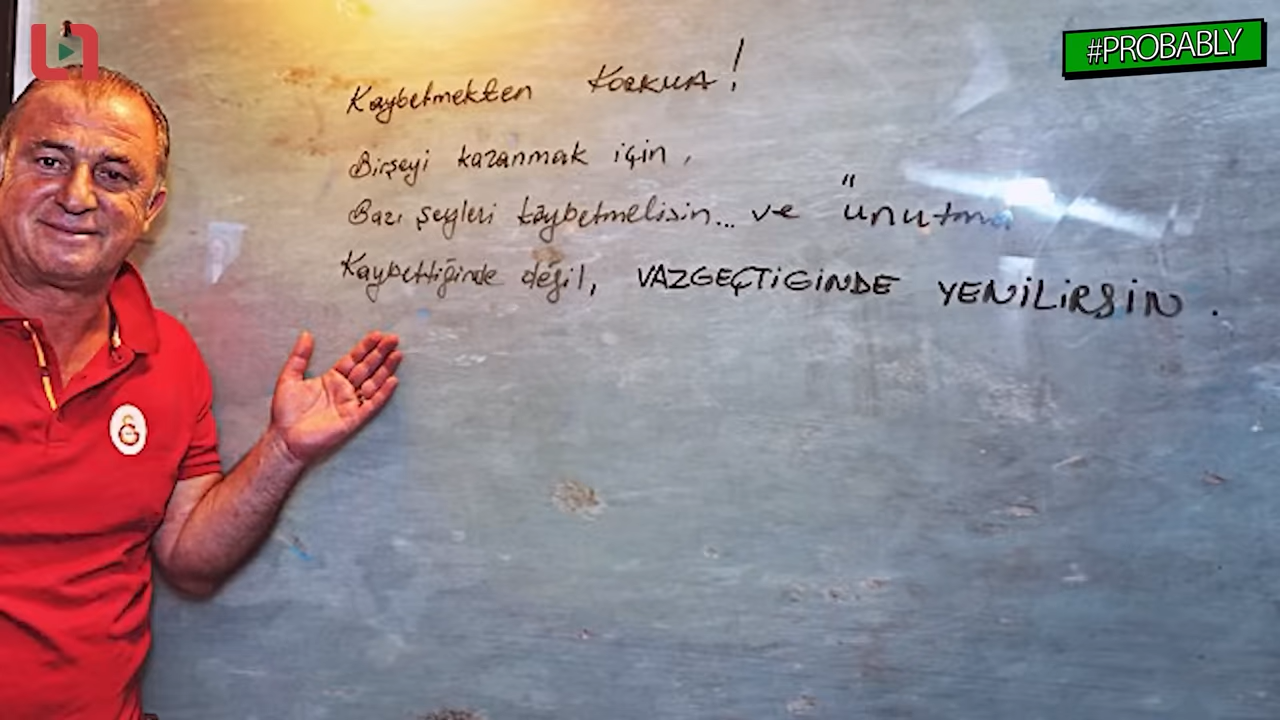 #PROBABLY
Kaybetmekten KORKMA!
Birşeyi kazanmak için,
Bazı şeyleri kaybetmelisin... ve " unutma
Kaybettiğinde değil, VAZGEÇTiGiNDE YENiLiRSiN.